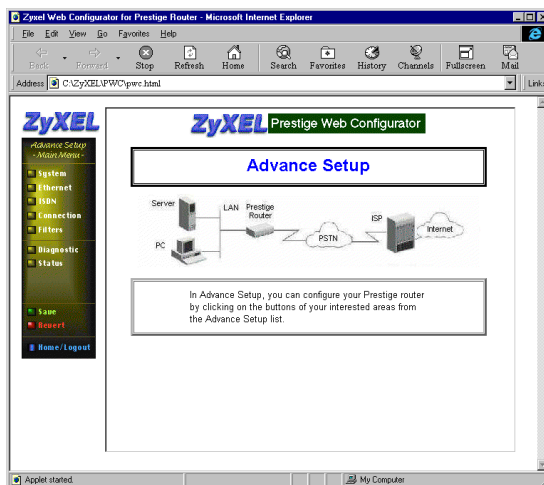 Zyxel Web Configurator for Prestige Router - Microsoft Internet Explorer
File Edit View Go Favorites Help
Back Forward Stop Refresh Home Search Favorites History Channels Fullscreen Mail
Address C:\ZyXEL\PWC\pwc.html Links
ZyXEL
Advance Setup
- Main Menu -
System
Ethernet
ISDN
Connection
Filters
Diagnostic
Status
Save
Revert
Home/Logout
ZyXEL Prestige Web Configurator
Advance Setup
Server
LAN
Prestige
Router
ISP
Internet
PSTN
PC
In Advance Setup, you can configure your Prestige router
by clicking on the buttons of your interested areas from
the Advance Setup list.
Applet started. My Computer